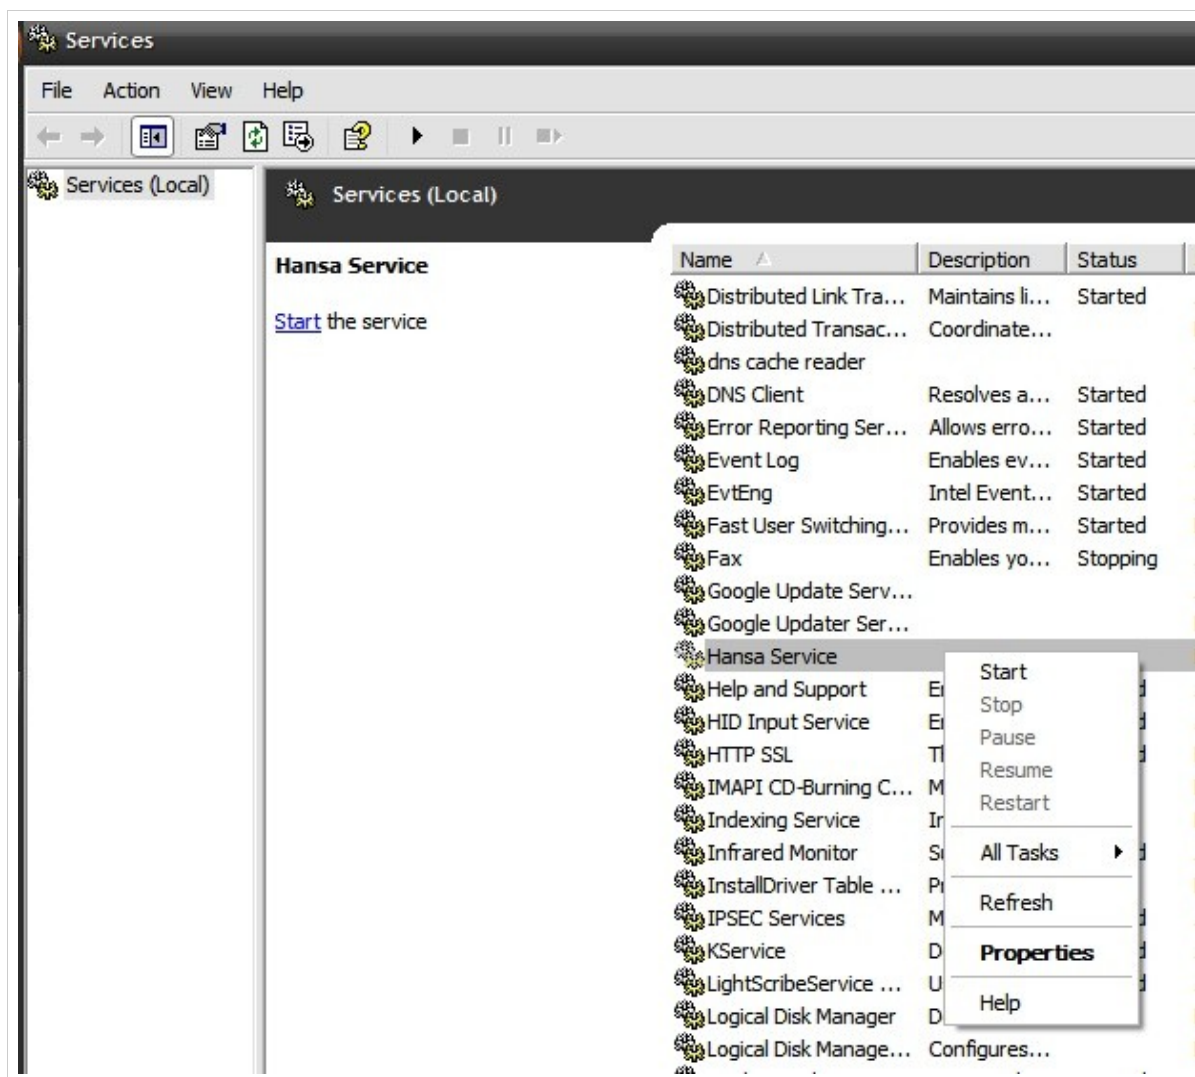 Services
File Action View Help
Services (Local)
Services (Local)
Hansa Service
Start the service
Name Description Status
Distributed Link Tra... Maintains li... Started
Distributed Transac... Coordinate...
dns cache reader
DNS Client Resolves a... Started
Error Reporting Ser... Allows erro... Started
Event Log Enables ev... Started
EvtEng Intel Event... Started
Fast User Switching... Provides m... Started
Fax Enables yo... Stopping
Google Update Serv...
Google Updater Ser...
Hansa Service
Help and Support
HID Input Service
HTTP SSL
IMAPI CD-Burning C...
Indexing Service
Infrared Monitor
InstallDriver Table ...
IPSEC Services
KService
LightScribeService ...
Logical Disk Manager
Logical Disk Manage... Configures...
Start
Stop
Pause
Resume
Restart
All Tasks
Refresh
Properties
Help